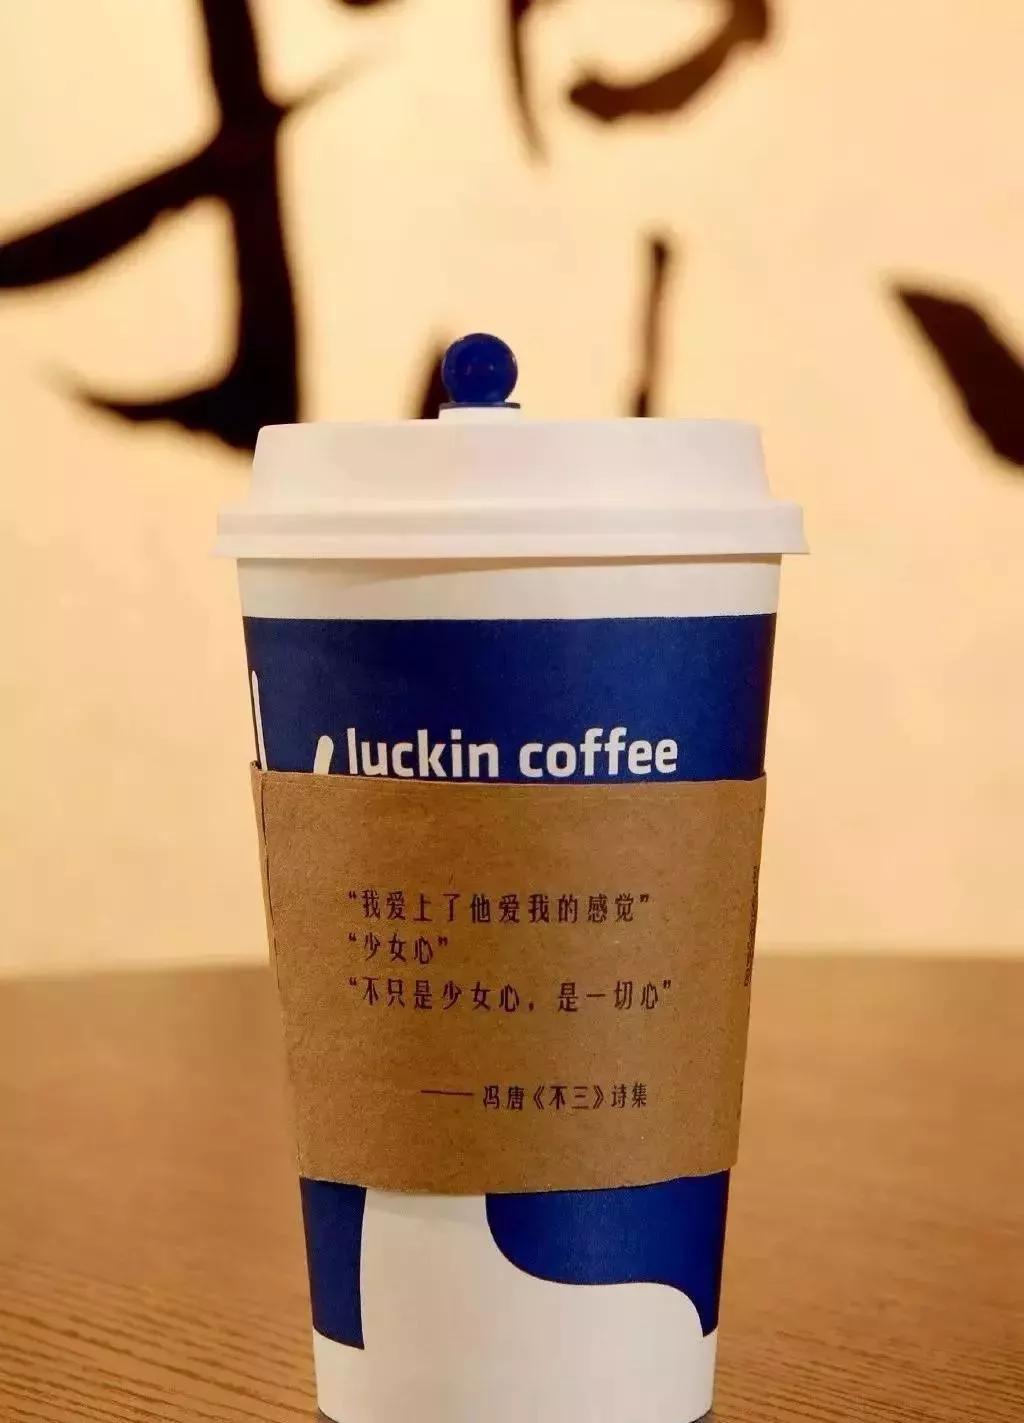 luckin coffee
“我爱上了他爱我的感觉”
“少女心”
“不只是少女心，是一切心”
——冯唐《不三》诗集